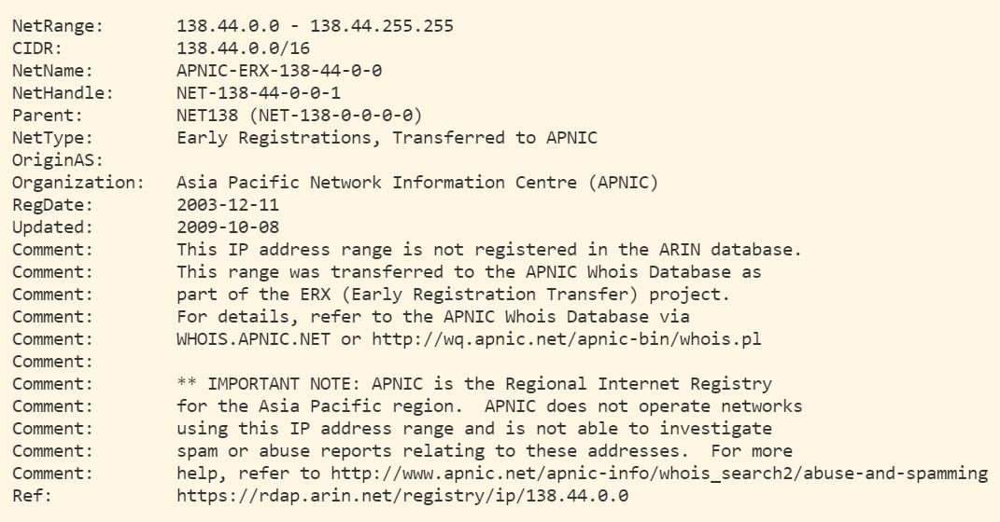 NetRange:       138.44.0.0 - 138.44.255.255
CIDR:           138.44.0.0/16
NetName:        APNIC-ERX-138-44-0-0
NetHandle:      NET-138-44-0-0-1
Parent:         NET138 (NET-138-0-0-0-0)
NetType:        Early Registrations, Transferred to APNIC
OriginAS:
Organization:   Asia Pacific Network Information Centre (APNIC)
RegDate:        2003-12-11
Updated:        2009-10-08
Comment:        This IP address range is not registered in the ARIN database.
Comment:        This range was transferred to the APNIC Whois Database as
Comment:        part of the ERX (Early Registration Transfer) project.
Comment:        For details, refer to the APNIC Whois Database via
Comment:        WHOIS.APNIC.NET or http://wq.apnic.net/apnic-bin/whois.pl
Comment:
Comment:        ** IMPORTANT NOTE: APNIC is the Regional Internet Registry
Comment:        for the Asia Pacific region.  APNIC does not operate networks
Comment:        using this IP address range and is not able to investigate
Comment:        spam or abuse reports relating to these addresses.  For more
Comment:        help, refer to http://www.apnic.net/apnic-info/whois_search2/abuse-and-spamming
Ref:            https://rdap.arin.net/registry/ip/138.44.0.0